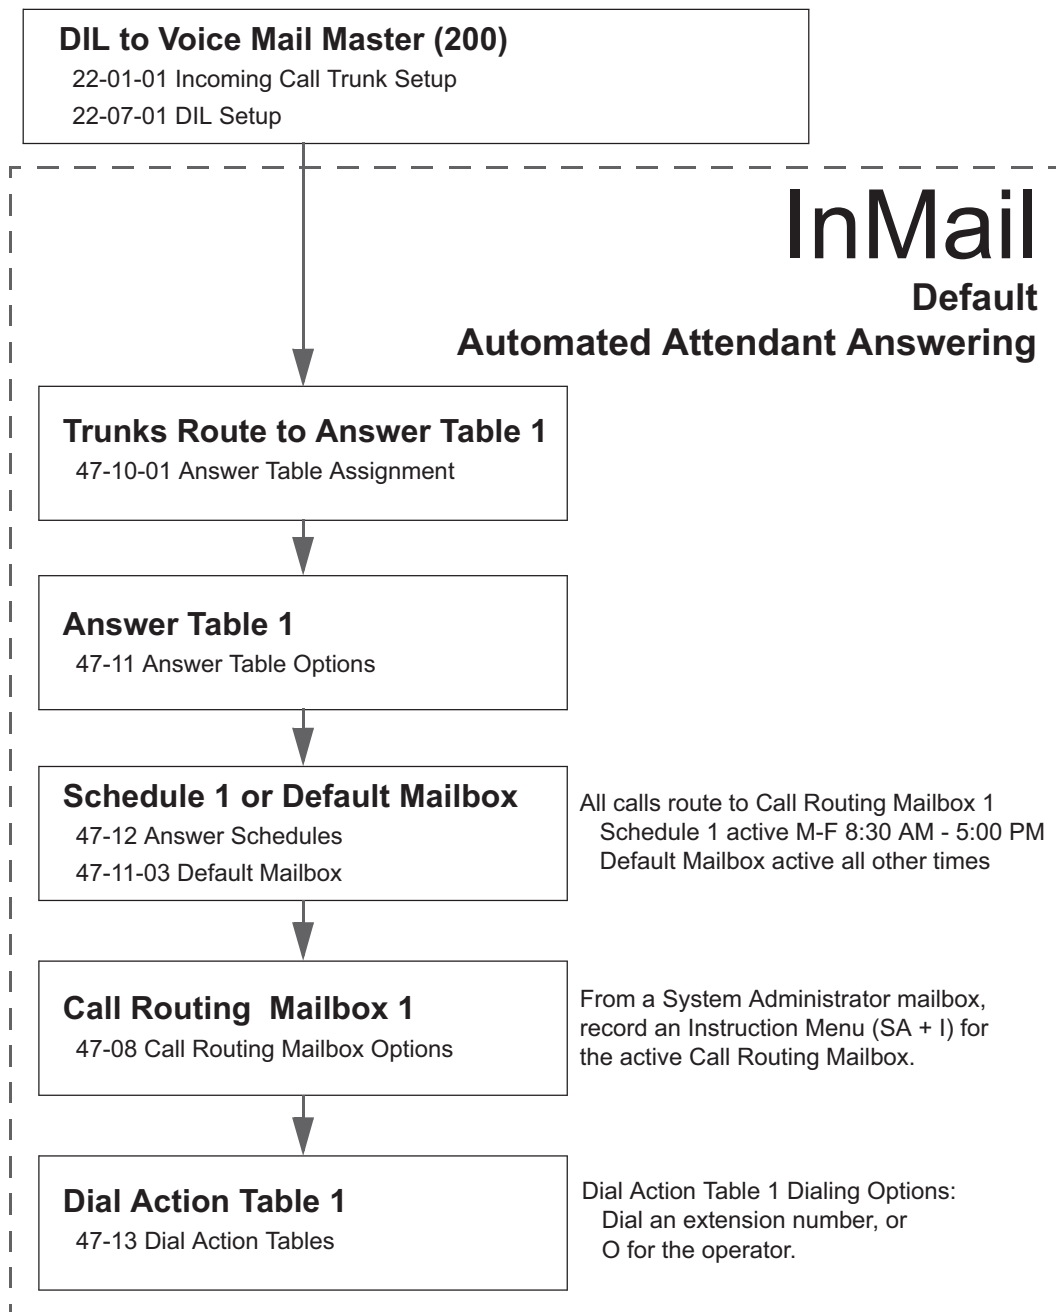 DIL to Voice Mail Master (200)
22-01-01 Incoming Call Trunk Setup
22-07-01 DIL Setup
InMail
Default
Automated Attendant Answering
Trunks Route to Answer Table 1
47-10-01 Answer Table Assignment
Answer Table 1
47-11 Answer Table Options
Schedule 1 or Default Mailbox
47-12 Answer Schedules
47-11-03 Default Mailbox
All calls route to Call Routing Mailbox 1
Schedule 1 active M-F 8:30 AM - 5:00 PM
Default Mailbox active all other times
Call Routing  Mailbox 1
47-08 Call Routing Mailbox Options
From a System Administrator mailbox,
record an Instruction Menu (SA + I) for
the active Call Routing Mailbox.
Dial Action Table 1
47-13 Dial Action Tables
Dial Action Table 1 Dialing Options:
Dial an extension number, or
O for the operator.